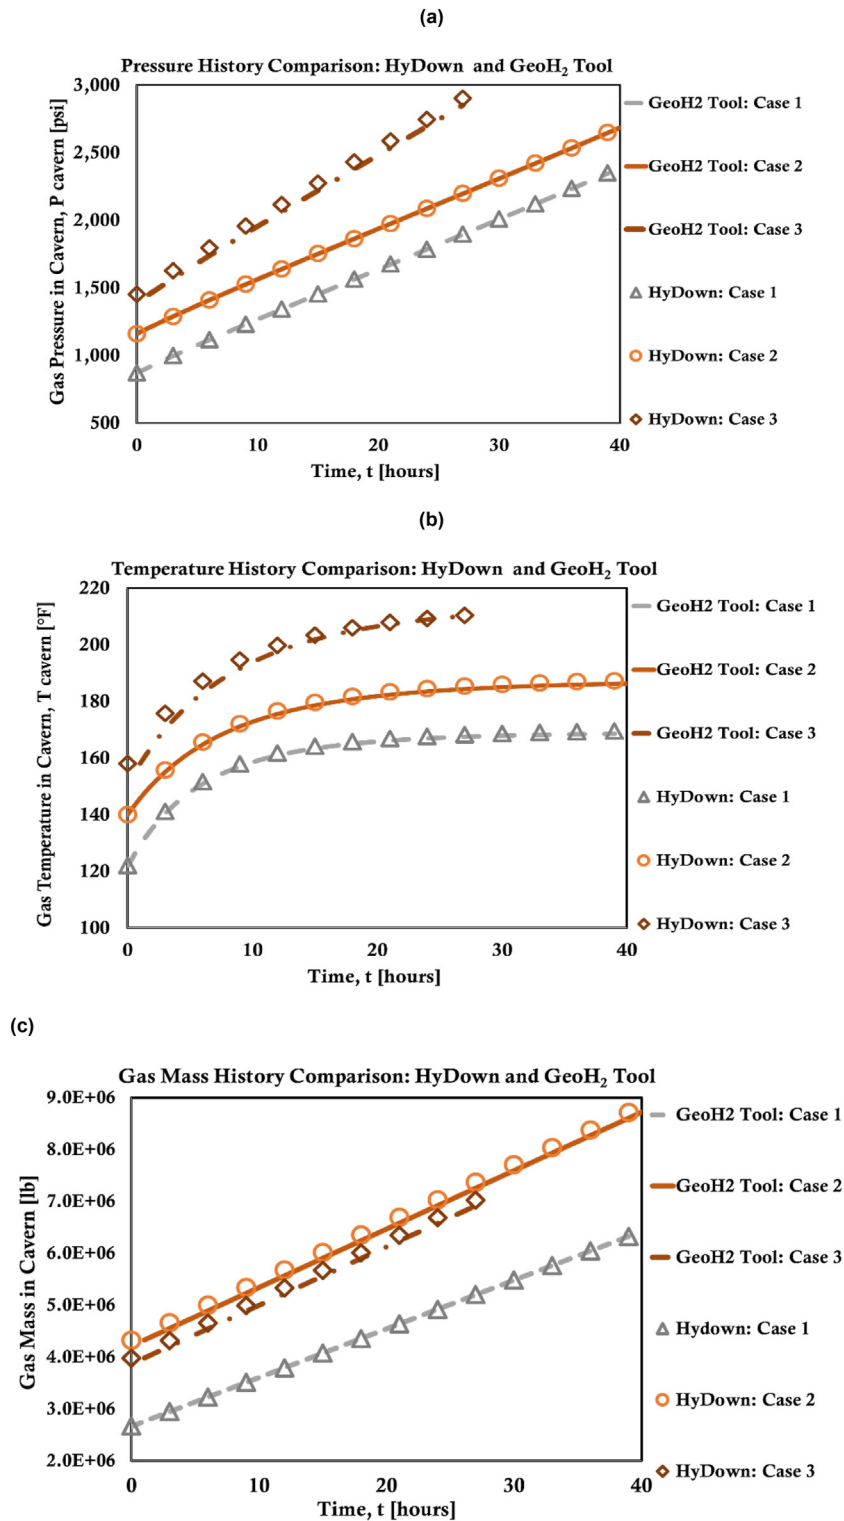 (a)
Pressure History Comparison: HyDown and GeoH₂ Tool
Gas Pressure in Cavern, P cavern [psi]
3,000
2,500
2,000
1,500
1,000
500
0 10 20 30 40
Time, t [hours]
GeoH2 Tool: Case 1
GeoH2 Tool: Case 2
GeoH2 Tool: Case 3
HyDown: Case 1
HyDown: Case 2
HyDown: Case 3
(b)
Temperature History Comparison: HyDown and GeoH₂ Tool
Gas Temperature in Cavern, T cavern [°F]
220
200
180
160
140
120
100
0 10 20 30 40
Time, t [hours]
GeoH2 Tool: Case 1
GeoH2 Tool: Case 2
GeoH2 Tool: Case 3
HyDown: Case 1
HyDown: Case 2
HyDown: Case 3
(c)
Gas Mass History Comparison: HyDown and GeoH₂ Tool
Gas Mass in Cavern [lb]
9.0E+06
8.0E+06
7.0E+06
6.0E+06
5.0E+06
4.0E+06
3.0E+06
2.0E+06
0 10 20 30 40
Time, t [hours]
GeoH2 Tool: Case 1
GeoH2 Tool: Case 2
GeoH2 Tool: Case 3
Hydown: Case 1
HyDown: Case 2
HyDown: Case 3